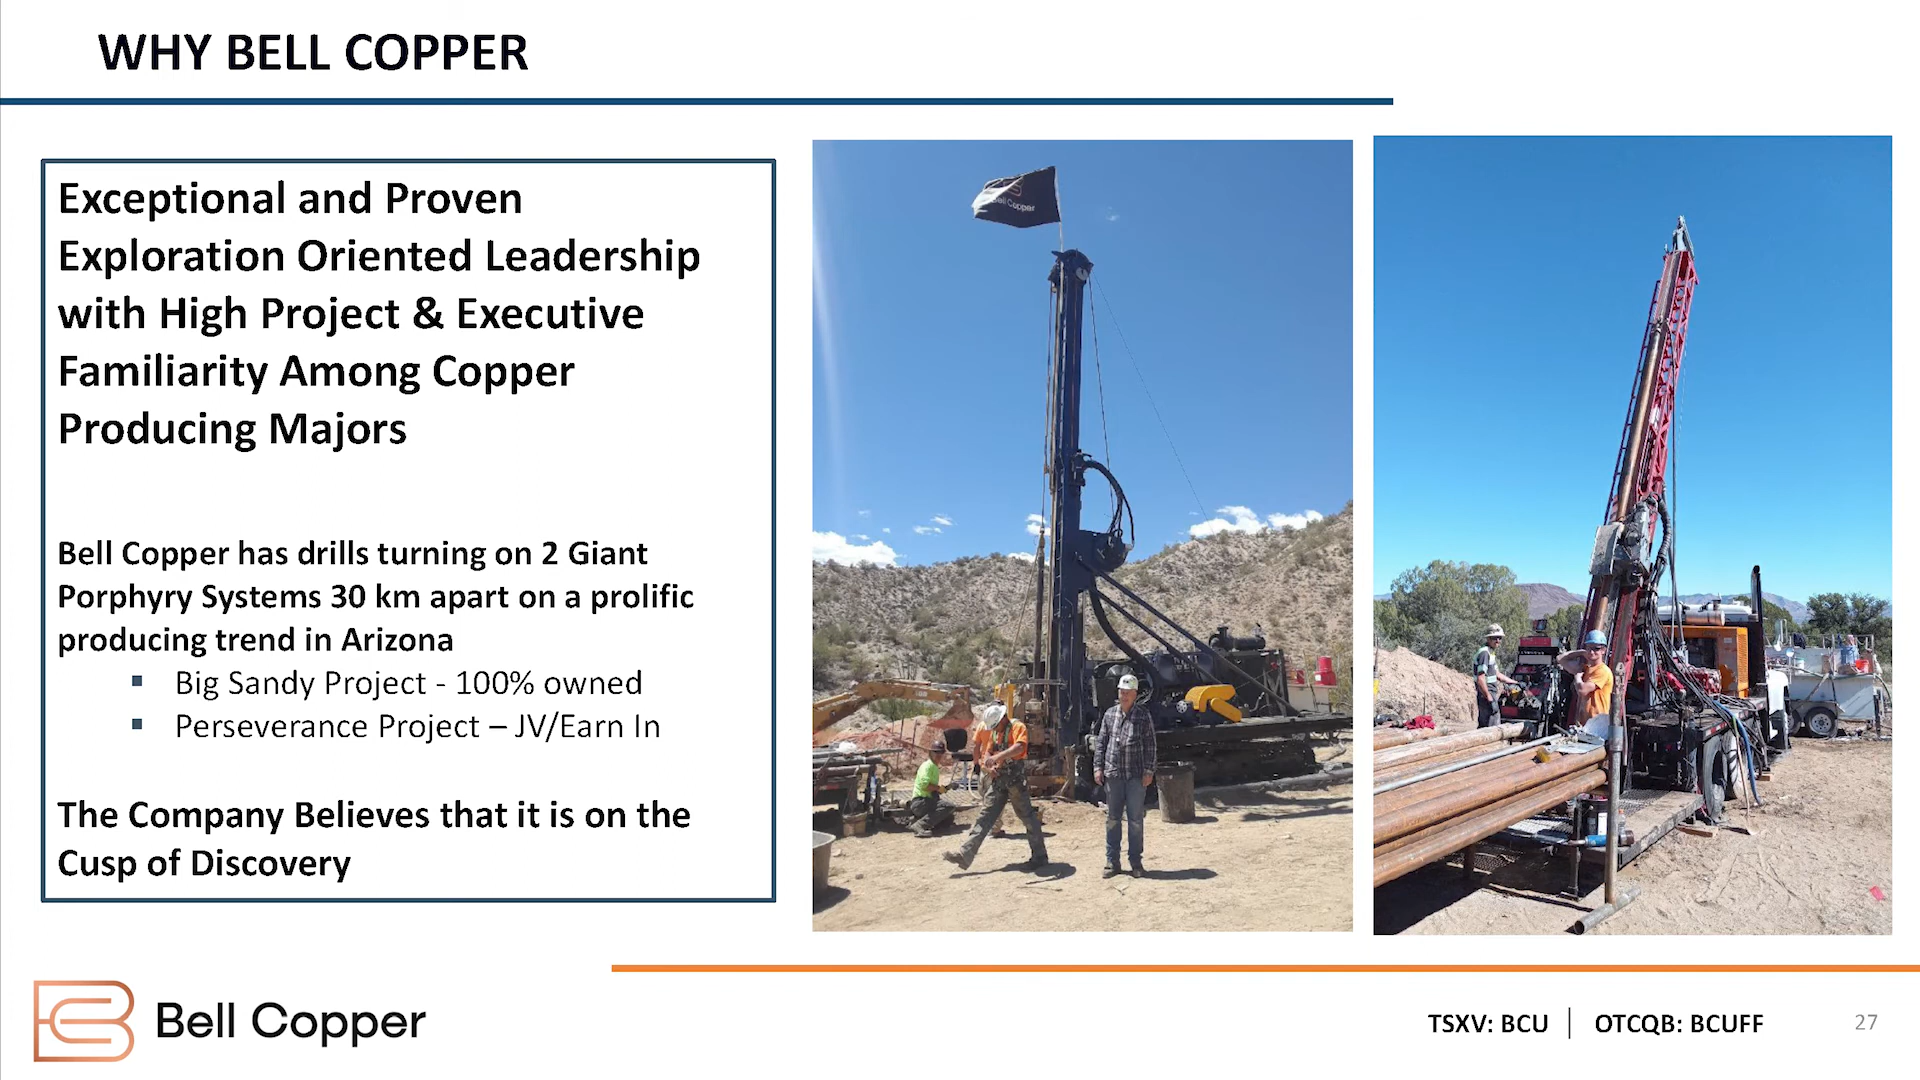 WHY BELL COPPER
Exceptional and Proven
Exploration Oriented Leadership
with High Project & Executive
Familiarity Among Copper
Producing Majors
Bell Copper has drills turning on 2 Giant
Porphyry Systems 30 km apart on a prolific
producing trend in Arizona
▪ Big Sandy Project - 100% owned
▪ Perseverance Project – JV/Earn In
The Company Believes that it is on the
Cusp of Discovery
Bell Copper
Bell Copper
TSXV: BCU | OTCQB: BCUFF
27